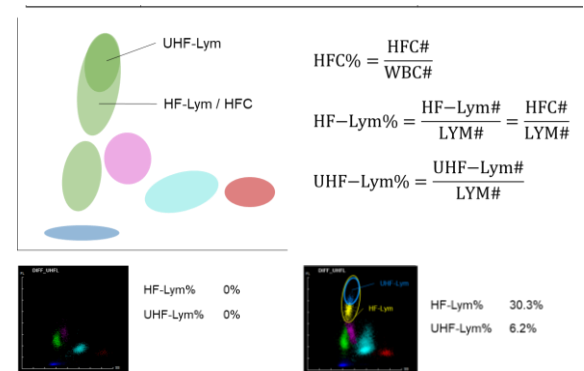 UHF-Lym
HF-Lym / HFC
HFC% = HFC# / WBC#
HF−Lym% = HF−Lym# / LYM# = HFC# / LYM#
UHF−Lym% = UHF−Lym# / LYM#
DIFF_UHFL
HF-Lym% 0%
UHF-Lym% 0%
DIFF_UHFL
UHF-Lym
HF-Lym
HF-Lym% 30.3%
UHF-Lym% 6.2%